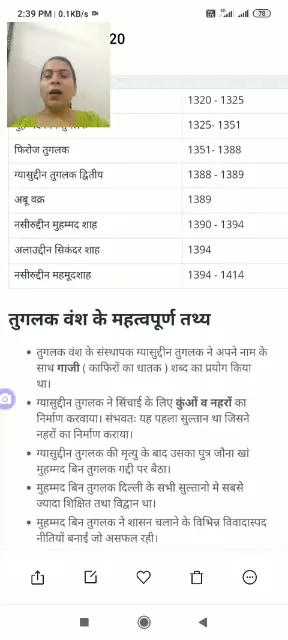 2:39 PM | 0.1KB/s
78
20
1320 - 1325
1325- 1351
फिरोज तुगलक 1351- 1388
ग्यासुद्दीन तुगलक द्वितीय 1388 - 1389
अबू वक्र 1389
नसीरुद्दीन मुहम्मद शाह 1390 - 1394
अलाउद्दीन सिकंदर शाह 1394
नसीरुद्दीन महमूदशाह 1394 - 1414
तुगलक वंश के महत्वपूर्ण तथ्य
• तुगलक वंश के संस्थापक ग्यासुद्दीन तुगलक ने अपने नाम के
साथ गाजी ( काफिरों का धातक ) शब्द का प्रयोग किया
था।
• ग्यासुद्दीन तुगलक ने सिंचाई के लिए कुंओं व नहरों का
निर्माण करवाया। संभवतः यह पहला सुल्तान था जिसने
नहरों का निर्माण कराया।
• ग्यासुद्दीन तुगलक की मृत्यु के बाद उसका पुत्र जौना खां
मुहम्मद बिन तुगलक गद्दी पर बैठा।
• मुहम्मद बिन तुगलक दिल्ली के सभी सुल्तानो मे सबसे
ज्यादा शिक्षित तथा विद्वान था।
• मुहम्मद बिन तुगलक ने शासन चलाने के विभिन्न विवादास्पद
नीतियों बनाई जो असफल रही।